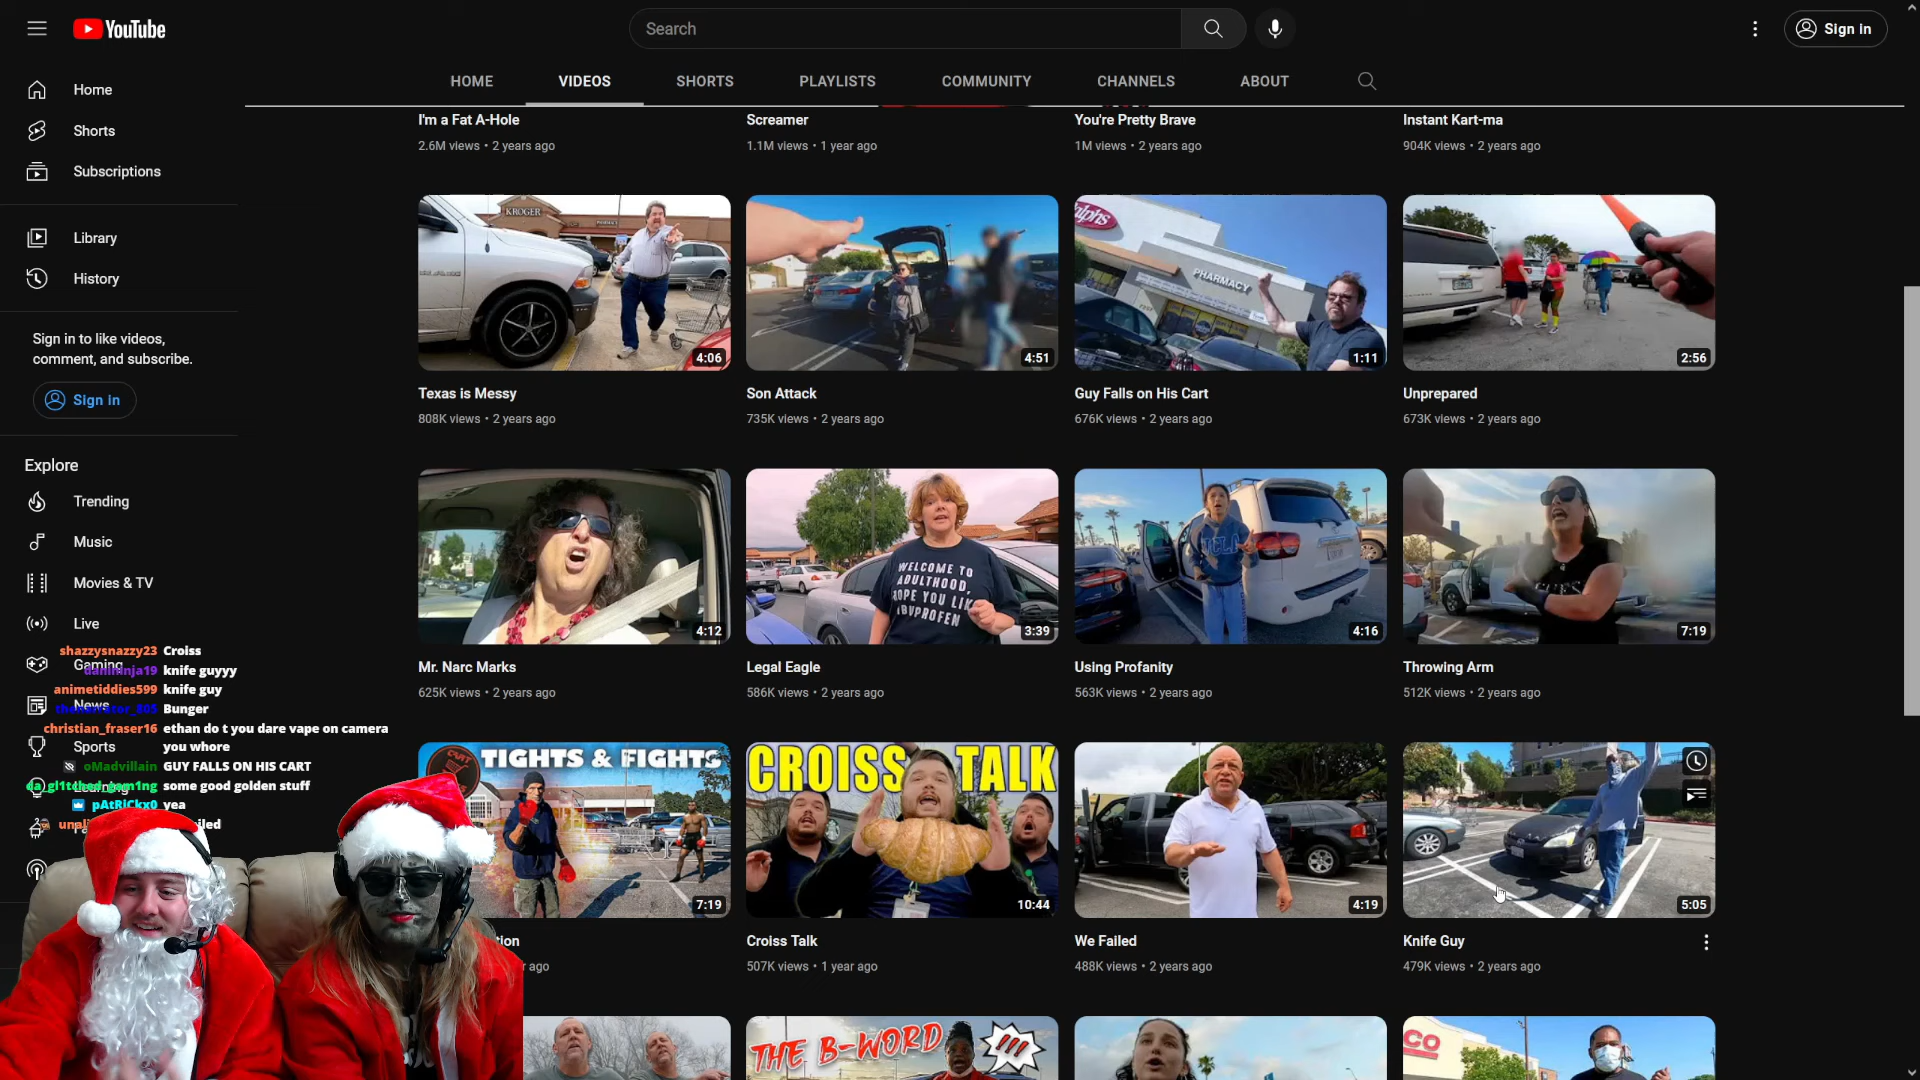 YouTube
Search
Sign in
HOME
VIDEOS
SHORTS
PLAYLISTS
COMMUNITY
CHANNELS
ABOUT
Home
Shorts
Subscriptions
Library
History
Sign in to like videos,
comment, and subscribe.
Sign in
Explore
Trending
Music
Movies & TV
Live
Gaming
News
Sports
I'm a Fat A-Hole
2.6M views • 2 years ago
Screamer
1.1M views • 1 year ago
You're Pretty Brave
1M views • 2 years ago
Instant Kart-ma
904K views • 2 years ago
KROGER
4:06
4:51
PHARMACY
1:11
2:56
Texas is Messy
808K views • 2 years ago
Son Attack
735K views • 2 years ago
Guy Falls on His Cart
676K views • 2 years ago
Unprepared
673K views • 2 years ago
4:12
WELCOME TO
ADULTHOOD,
3:39
4:16
7:19
Mr. Narc Marks
625K views • 2 years ago
Legal Eagle
586K views • 2 years ago
Using Profanity
563K views • 2 years ago
Throwing Arm
512K views • 2 years ago
CART
TIGHTS & FIGHTS
7:19
CROISS TALK
10:44
4:19
5:05
Croiss Talk
507K views • 1 year ago
We Failed
488K views • 2 years ago
Knife Guy
479K views • 2 years ago
THE B-WORD
shazzysnazzy23 Croiss
knife guyyy
animetiddies599 knife guy
Bunger
christian_fraser16 ethan do t you dare vape on camera
you whore
oMadvillain GUY FALLS ON HIS CART
some good golden stuff
pAtRiCkx0 yea